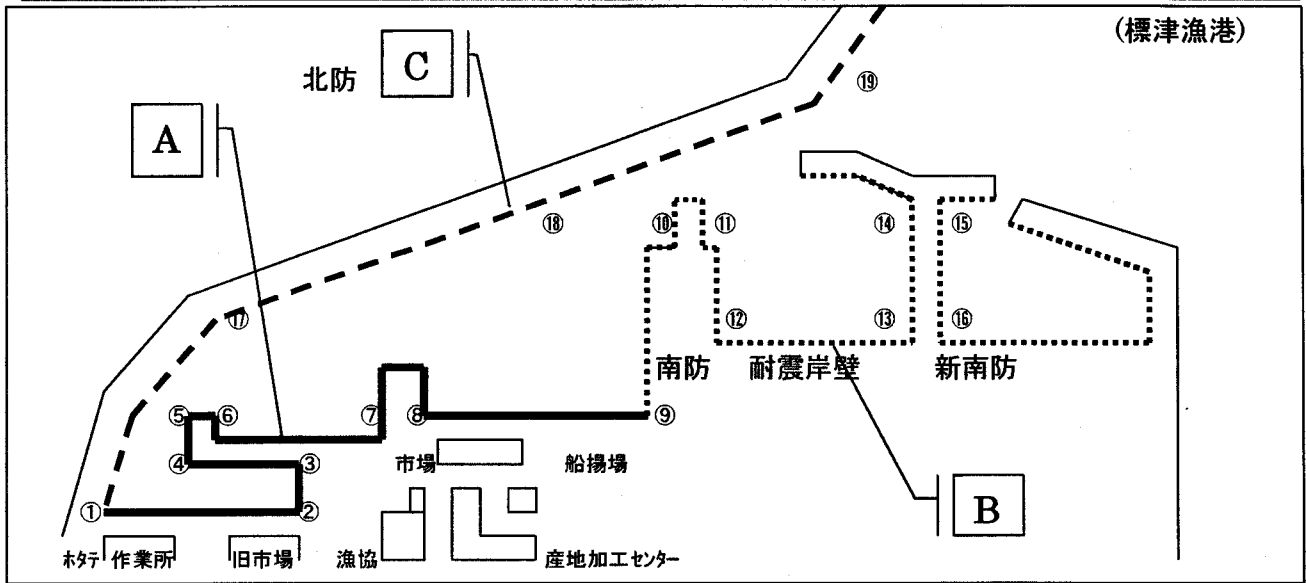 (標津漁港)
C
北防
⑲
A
⑱
⑩
⑪
⑭
⑮
⑰
⑫
⑬
⑯
南防
耐震岸壁
新南防
⑤
⑥
⑦
⑧
⑨
④
③
市場
船揚場
①
②
B
ホタテ 作業所
旧市場
漁協
産地加工センター